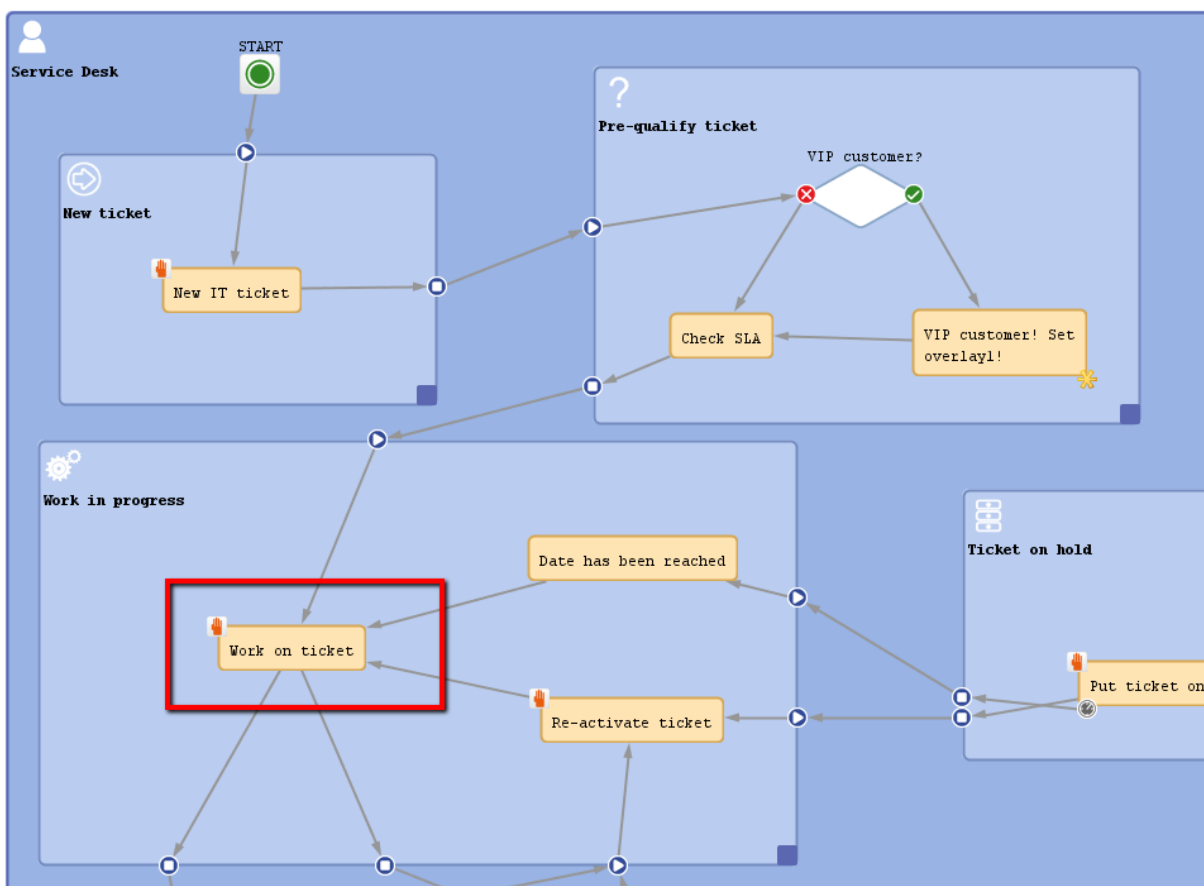 START
Service Desk
Pre-qualify ticket
VIP customer?
New ticket
New IT ticket
Check SLA
VIP customer! Set
overlay1!
Work in progress
Ticket on hold
Date has been reached
Work on ticket
Put ticket on
Re-activate ticket